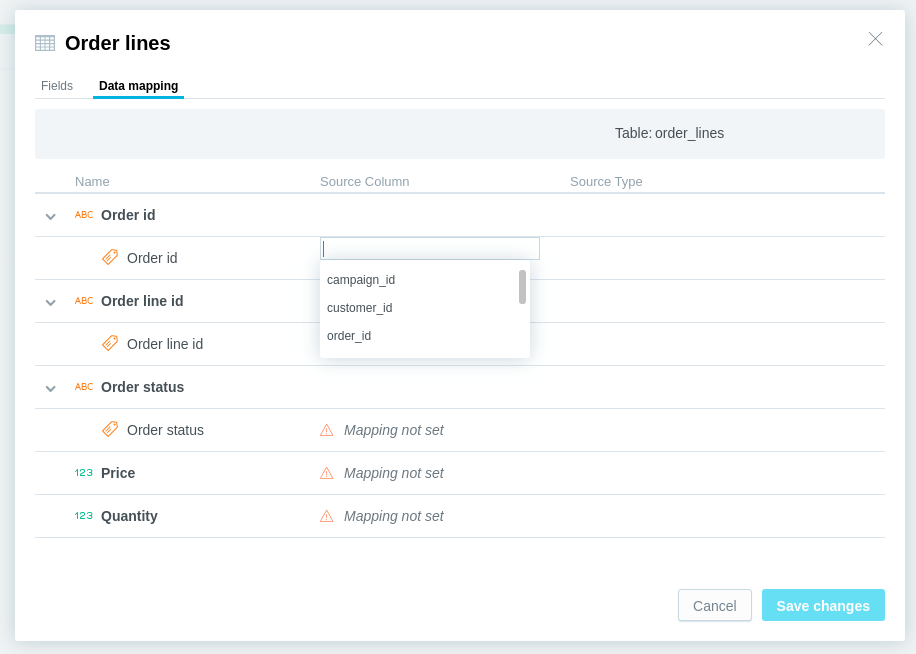 Order lines
Fields Data mapping
Table: order_lines
Name Source Column Source Type
ABC Order id
Order id
campaign_id
ABC Order line id
customer_id
Order line id
order_id
ABC Order status
Order status Mapping not set
123 Price Mapping not set
123 Quantity Mapping not set
Cancel Save changes